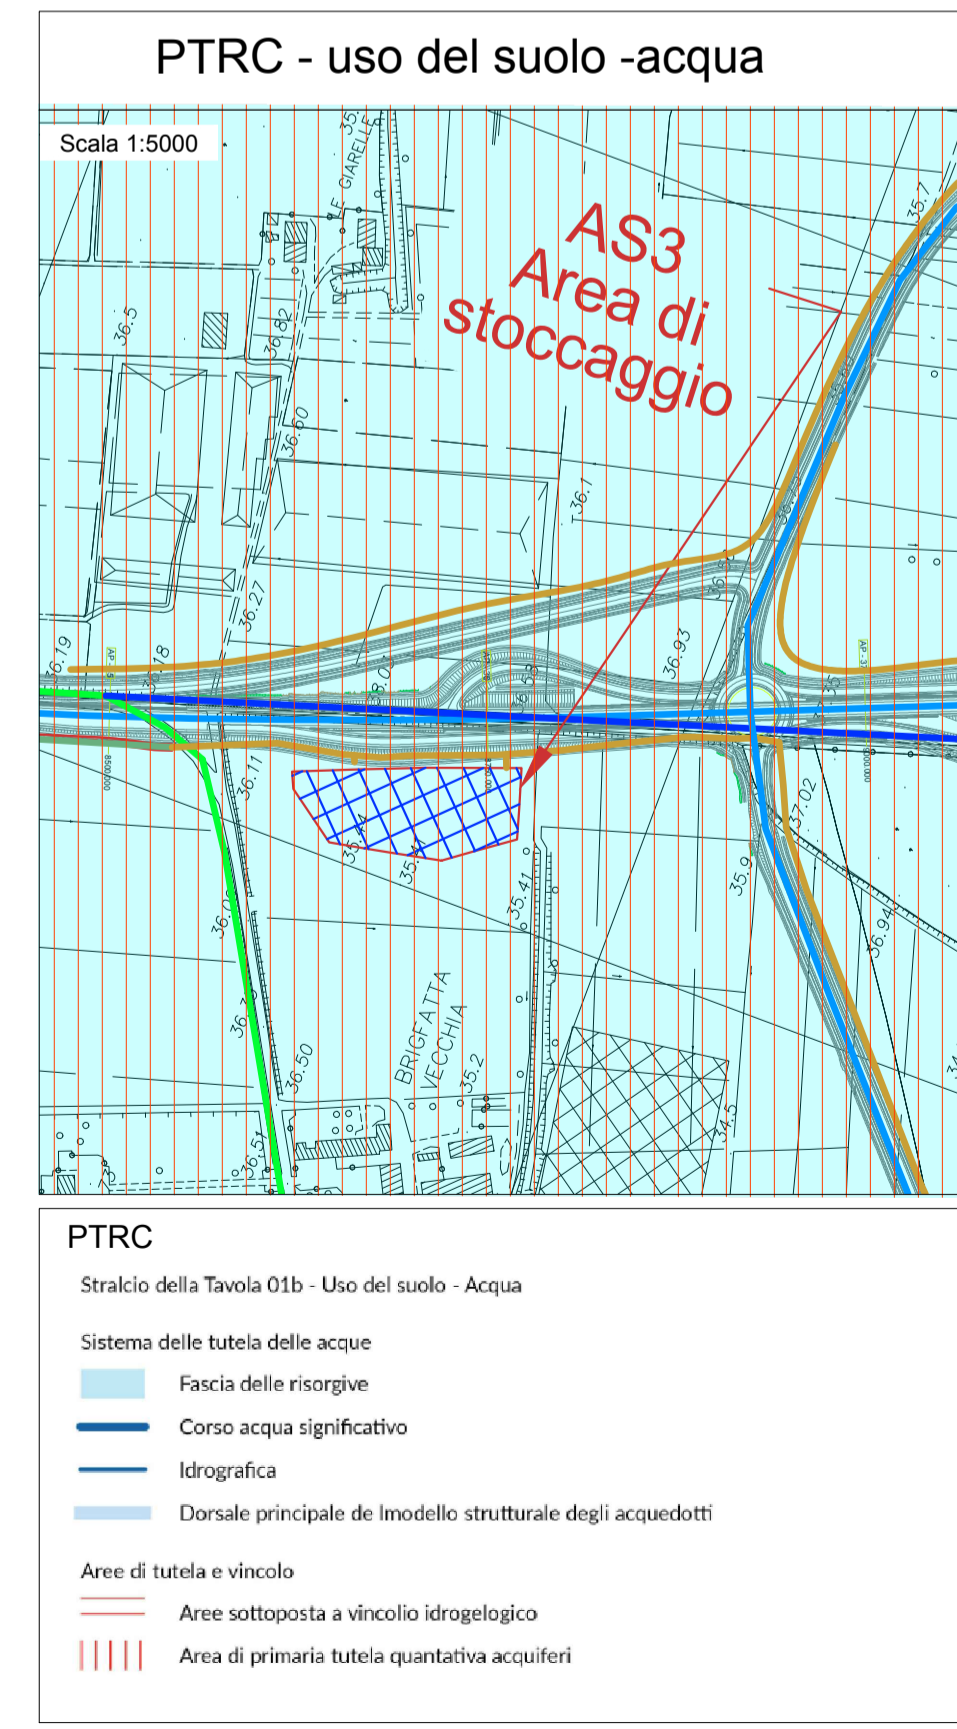 PTRC - uso del suolo -acqua
Scala 1:5000
LE GIARELLE
35.7
AS3
Area di
stoccaggio
36.5
36.82
36.60
36.1
36.27
36.93
36.19
36.11
37.02
35.9
35.41
36.94
36.50
BRIGFATTA
VECCHIA
35.2
34.5
36.51
PTRC
Stralcio della Tavola 01b - Uso del suolo - Acqua
Sistema delle tutela delle acque
Fascia delle risorgive
Corso acqua significativo
Idrografica
Dorsale principale de lmodello strutturale degli acquedotti
Aree di tutela e vincolo
Aree sottoposta a vincolio idrogelogico
Area di primaria tutela quantativa acquiferi